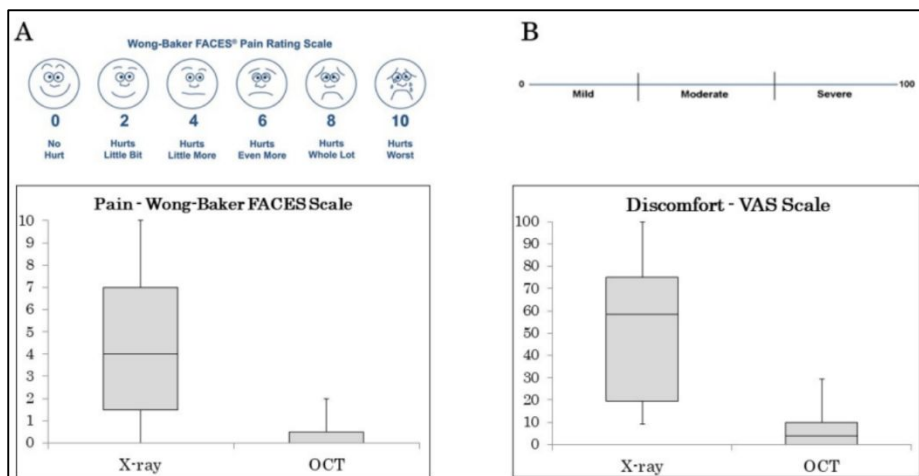 A
Wong-Baker FACES® Pain Rating Scale
0 2 4 6 8 10
No Hurts Hurts Hurts Hurts Hurts
Hurt Little Bit Little More Even More Whole Lot Worst
Pain - Wong-Baker FACES Scale
10
9
8
7
6
5
4
3
2
1
0
X-ray OCT
B
0 100
Mild Moderate Severe
Discomfort - VAS Scale
100
90
80
70
60
50
40
30
20
10
0
X-ray OCT